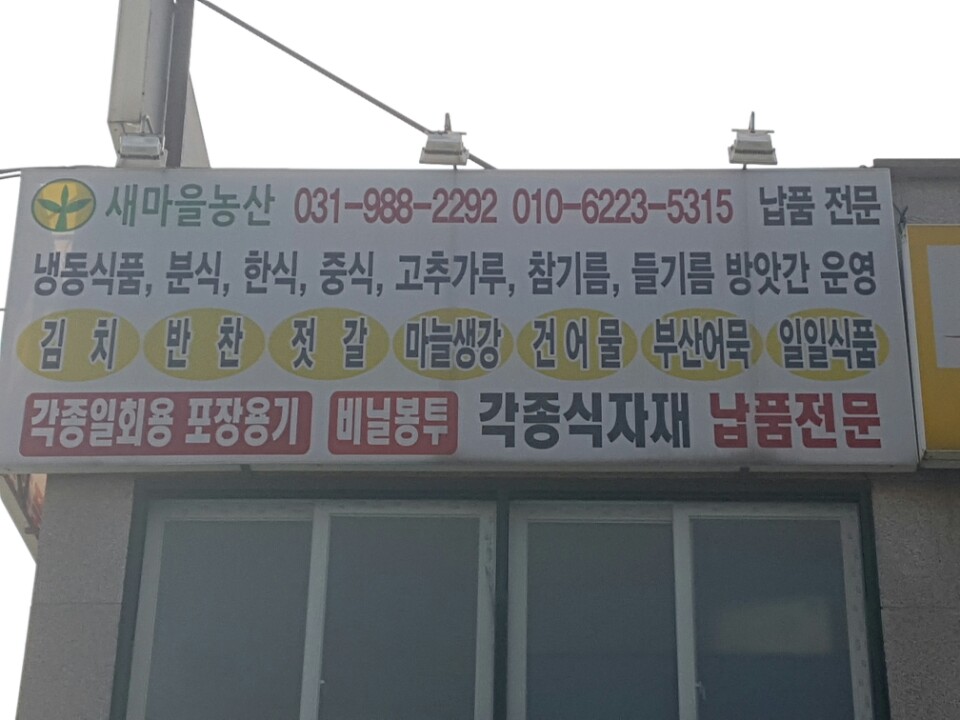 새마을농산 031-988-2292 010-6223-5315 납품 전문
냉동식품, 분식, 한식, 중식, 고추가루, 참기름, 들기름 방앗간 운영
김치 반찬 젓갈 마늘생강 건어물 부산어묵 일일식품
각종일회용 포장용기 비닐봉투 각종식자재 납품전문